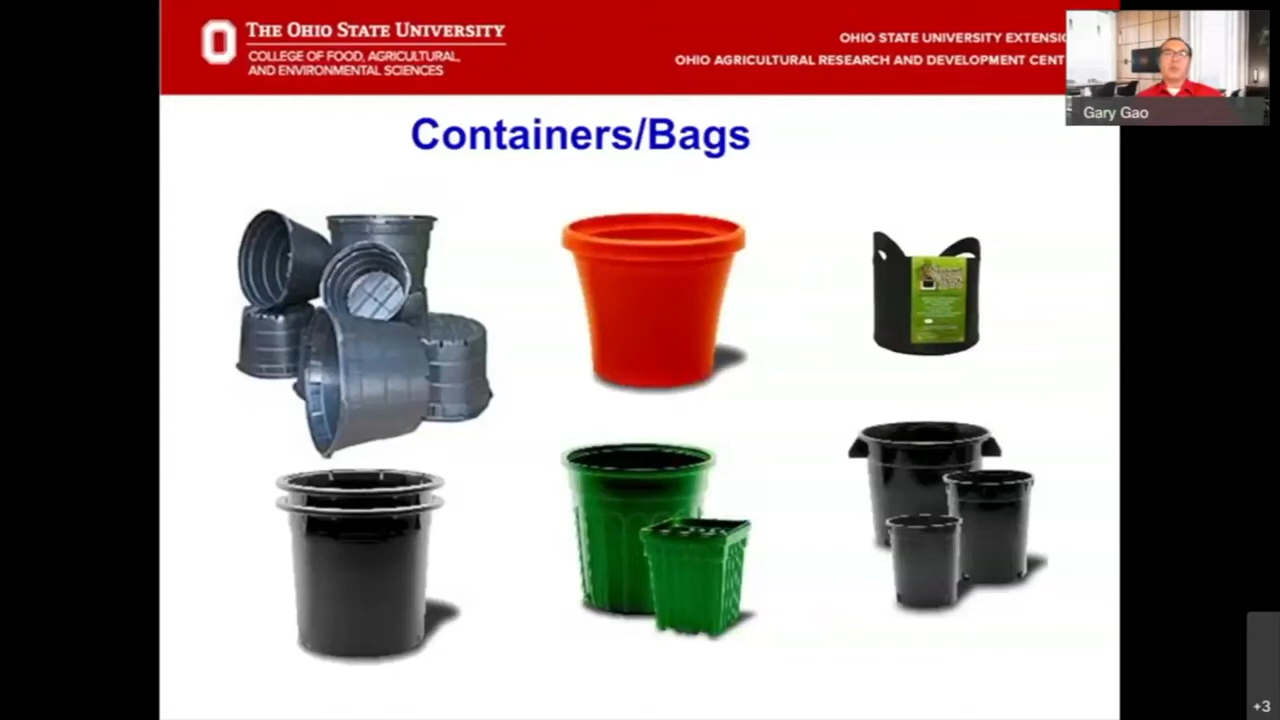 THE OHIO STATE UNIVERSITY
COLLEGE OF FOOD, AGRICULTURAL,
AND ENVIRONMENTAL SCIENCES
OHIO STATE UNIVERSITY EXTENSIO
OHIO AGRICULTURAL RESEARCH AND DEVELOPMENT CENT
Gary Gao
Containers/Bags
+3